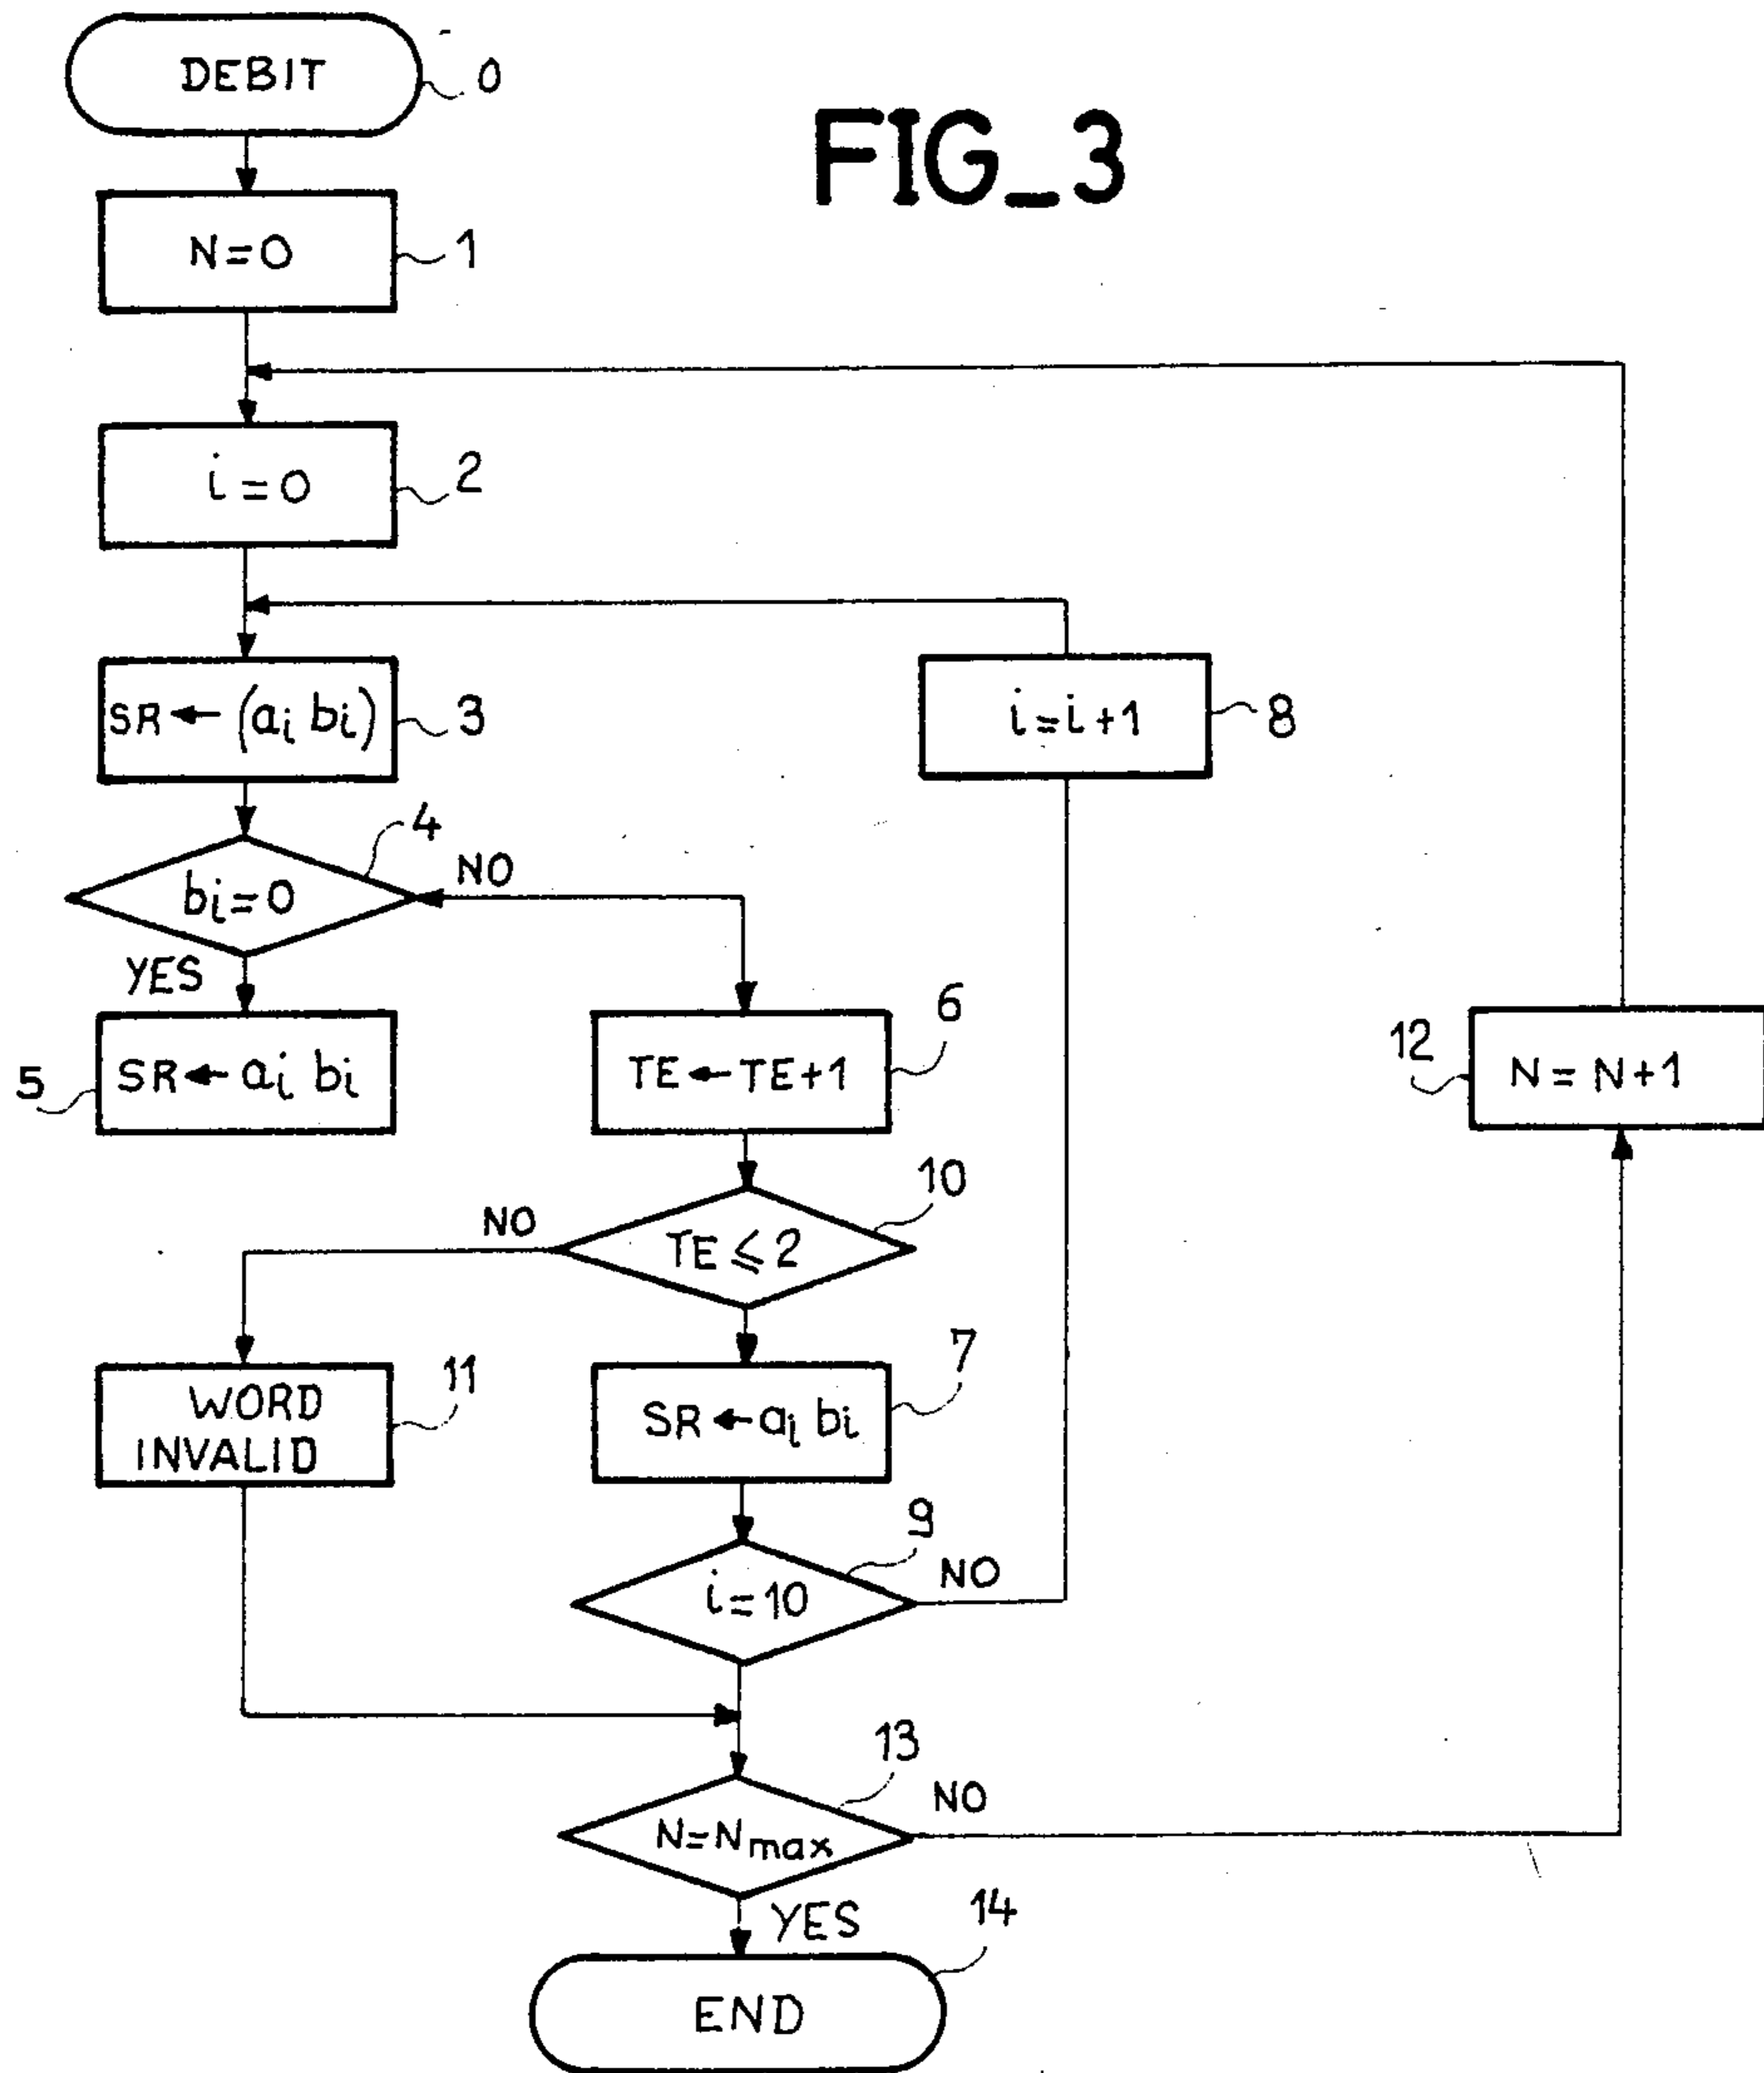 DEBIT
0
FIG_3
N=0
1
i=0
2
SR ← (ai bi)
3
i=i+1
8
4
bi=0
NO
YES
5
SR ← ai bi
TE ← TE+1
6
12
N=N+1
10
NO
TE ≤ 2
WORD
INVALID
11
SR ← ai bi
7
9
i=10
NO
13
N=Nmax
NO
YES
14
END